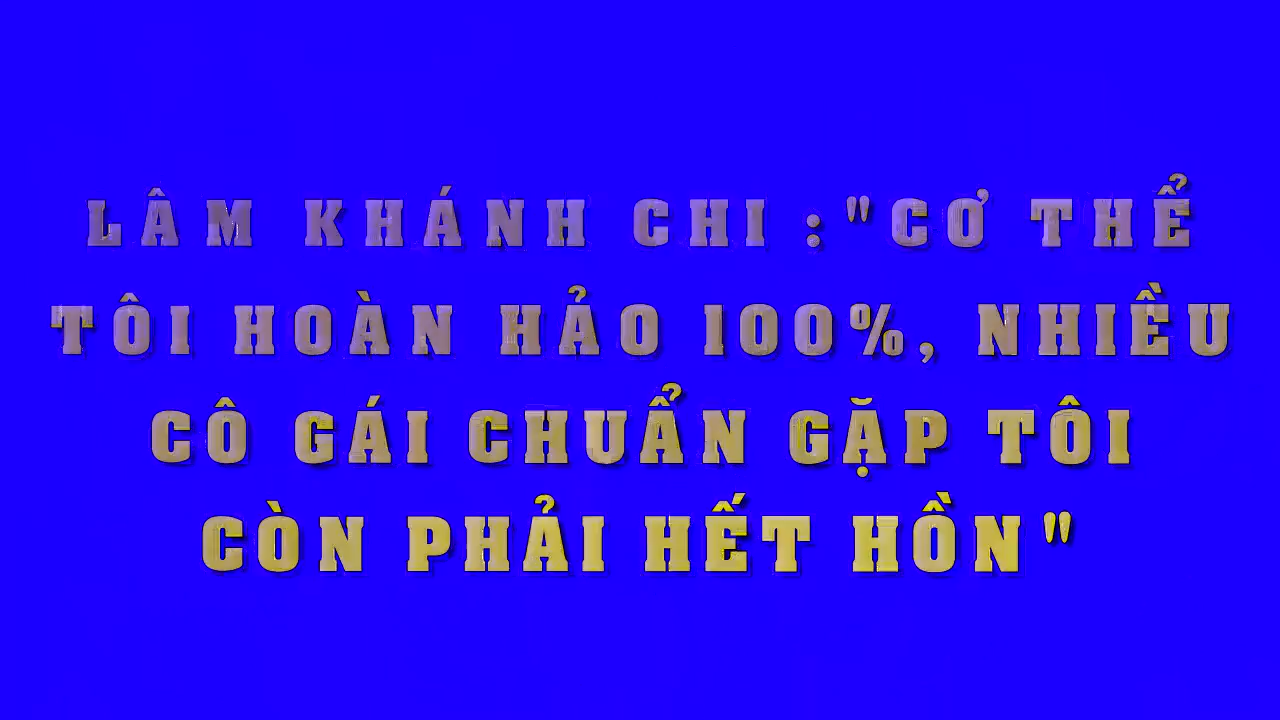 LÂM KHÁNH CHI :"CƠ THỂ
TÔI HOÀN HẢO 100%, NHIỀU
CÔ GÁI CHUẨN GẶP TÔI
CÒN PHẢI HẾT HỒN"